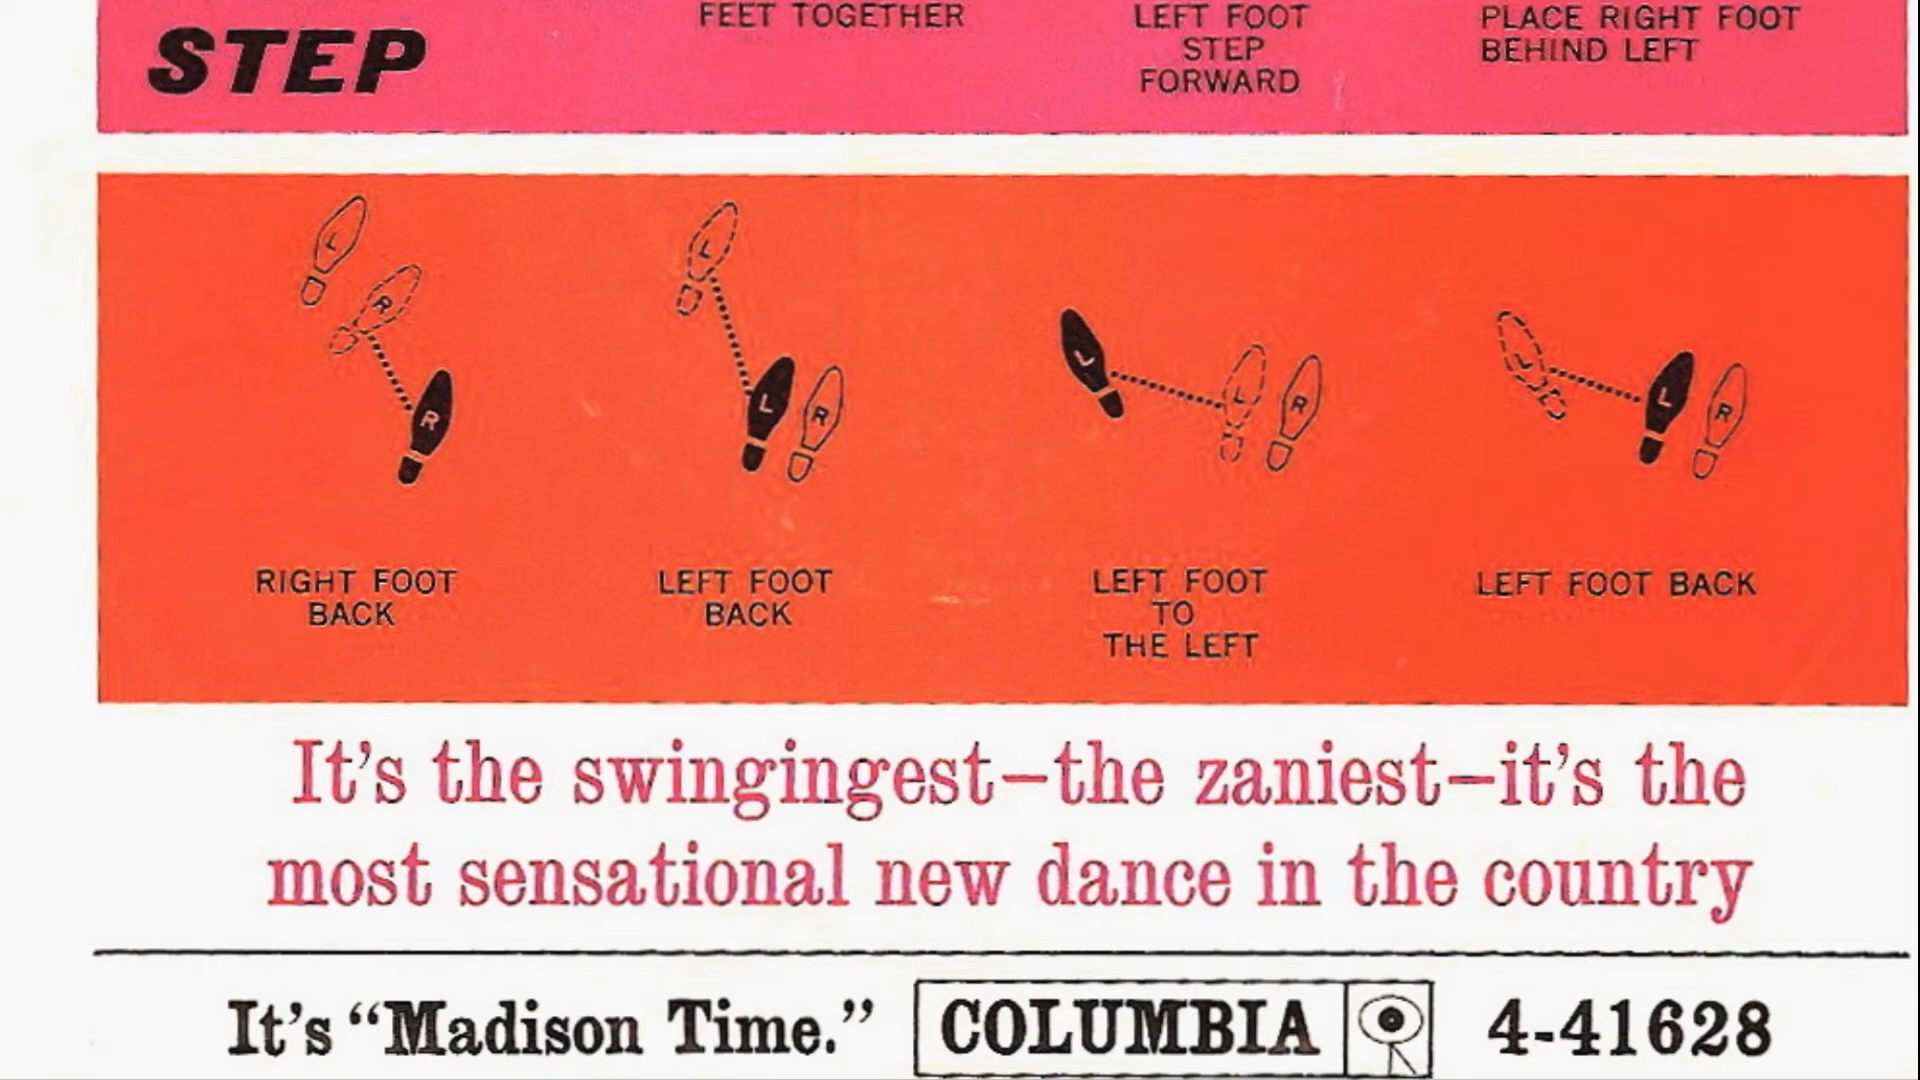 STEP
FEET TOGETHER
LEFT FOOT
STEP
FORWARD
PLACE RIGHT FOOT
BEHIND LEFT
L
R
R
RIGHT FOOT
BACK
L
L
R
LEFT FOOT
BACK
L
L
R
LEFT FOOT
TO
THE LEFT
L
L
R
LEFT FOOT BACK
It's the swingingest—the zaniest—it's the
most sensational new dance in the country
It's “Madison Time.” COLUMBIA 4-41628